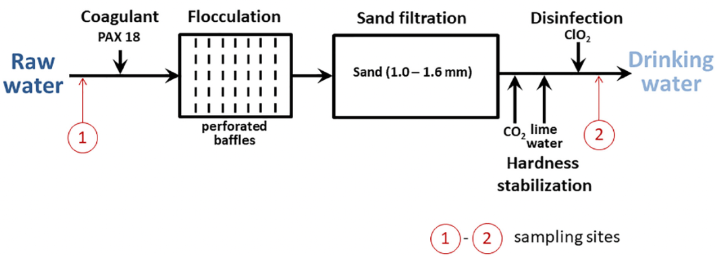 Coagulant
PAX 18
Flocculation
Sand filtration
Disinfection
ClO₂
Raw
water
Sand (1.0 – 1.6 mm)
Drinking
water
1
perforated
baffles
CO₂ lime
water
2
Hardness
stabilization
1 - 2 sampling sites